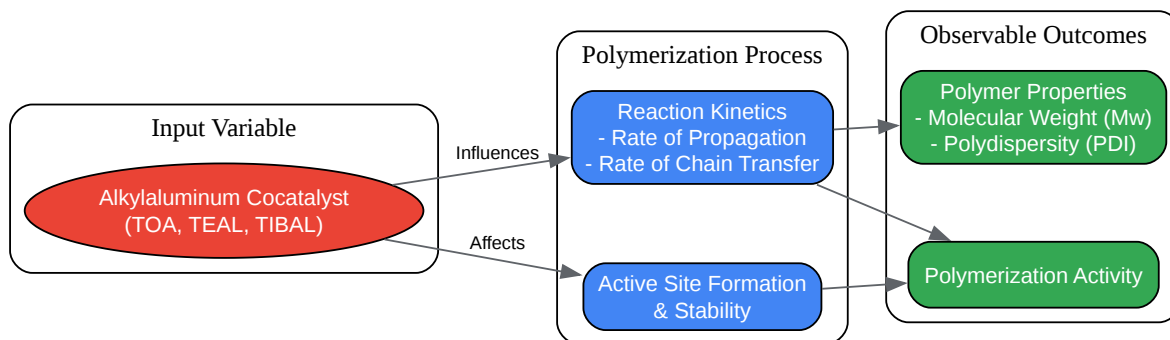 Input Variable
Alkylaluminum Cocatalyst
(TOA, TEAL, TIBAL)
Influences
Affects
Polymerization Process
Reaction Kinetics
- Rate of Propagation
- Rate of Chain Transfer
Active Site Formation
& Stability
Observable Outcomes
Polymer Properties
- Molecular Weight (Mw)
- Polydispersity (PDI)
Polymerization Activity